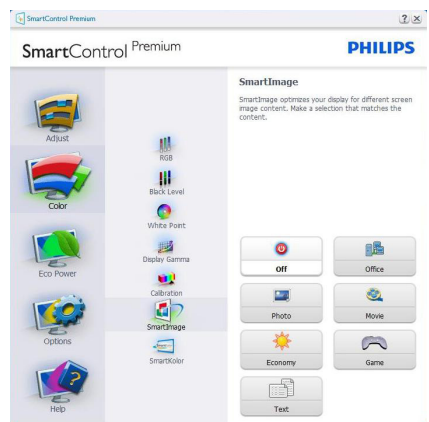 SmartControl Premium
SmartControl Premium
PHILIPS
Adjust
Color
Eco Power
Options
Help
RGB
Black Level
White Point
Display Gamma
Calibration
SmartImage
SmartKolor
SmartImage
SmartImage optimizes your display for different screen
image content. Make a selection that matches the
content.
Off
Office
Photo
Movie
Economy
Game
Text